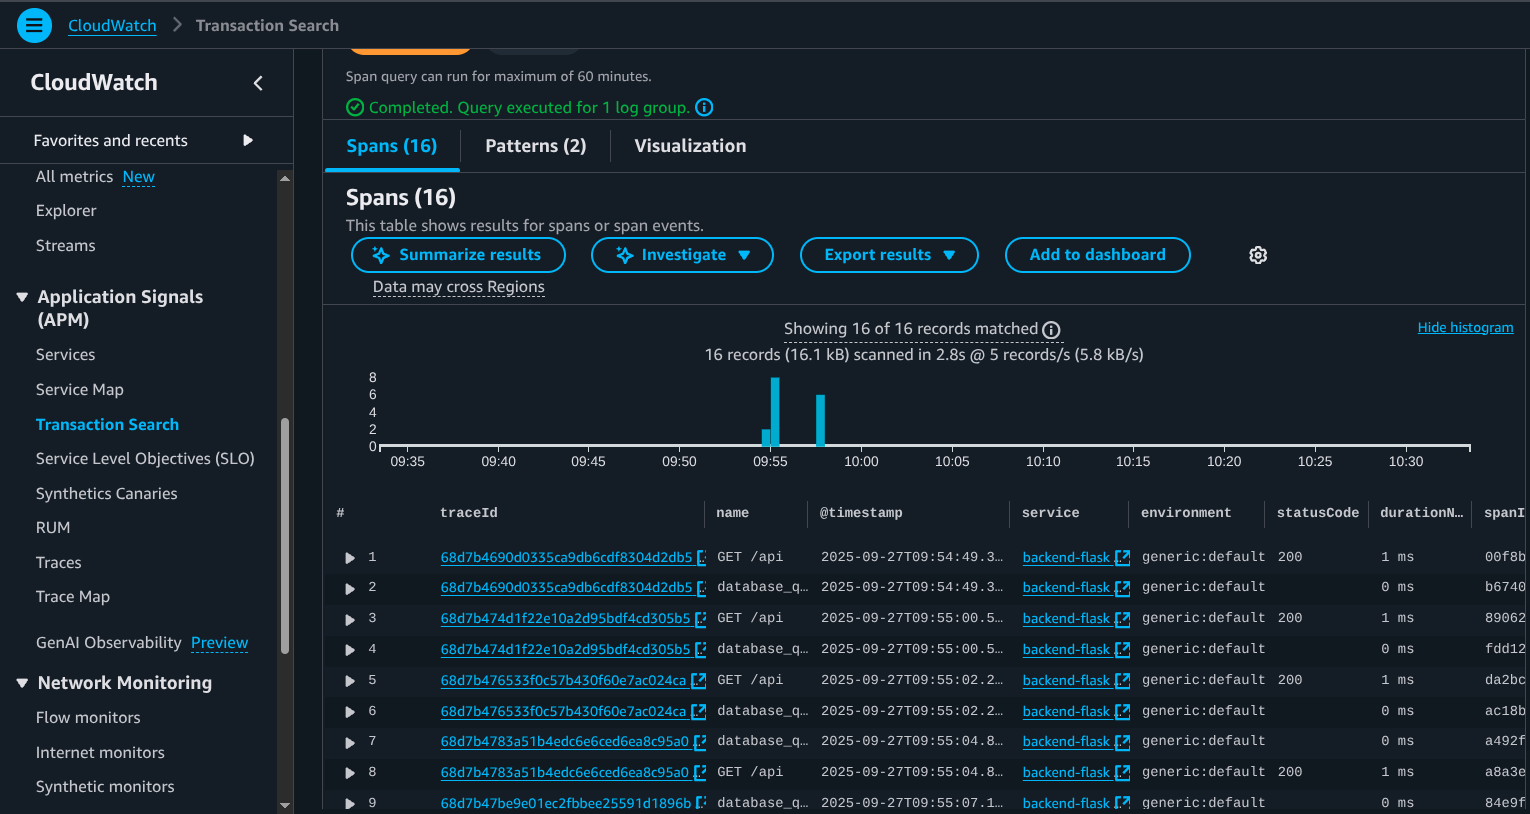 CloudWatch > Transaction Search
CloudWatch
Favorites and recents
All metrics New
Explorer
Streams
Application Signals
(APM)
Services
Service Map
Transaction Search
Service Level Objectives (SLO)
Synthetics Canaries
RUM
Traces
Trace Map
GenAI Observability Preview
Network Monitoring
Flow monitors
Internet monitors
Synthetic monitors
Span query can run for maximum of 60 minutes.
Completed. Query executed for 1 log group.
Spans (16) Patterns (2) Visualization
Spans (16)
This table shows results for spans or span events.
Summarize results Investigate Export results Add to dashboard
Data may cross Regions
Showing 16 of 16 records matched
Hide histogram
16 records (16.1 kB) scanned in 2.8s @ 5 records/s (5.8 kB/s)
8
6
4
2
0
09:35 09:40 09:45 09:50 09:55 10:00 10:05 10:10 10:15 10:20 10:25 10:30
# traceId name @timestamp service environment statusCode durationN… spanI
1 68d7b4690d0335ca9db6cdf8304d2db5 GET /api 2025-09-27T09:54:49.3… backend-flask generic:default 200 1 ms 00f8b
2 68d7b4690d0335ca9db6cdf8304d2db5 database_q… 2025-09-27T09:54:49.3… backend-flask generic:default 0 ms b6740
3 68d7b474d1f22e10a2d95bdf4cd305b5 GET /api 2025-09-27T09:55:00.5… backend-flask generic:default 200 1 ms 89062
4 68d7b474d1f22e10a2d95bdf4cd305b5 database_q… 2025-09-27T09:55:00.5… backend-flask generic:default 0 ms fdd12
5 68d7b476533f0c57b430f60e7ac024ca GET /api 2025-09-27T09:55:02.2… backend-flask generic:default 200 1 ms da2bc
6 68d7b476533f0c57b430f60e7ac024ca database_q… 2025-09-27T09:55:02.2… backend-flask generic:default 0 ms ac18b
7 68d7b4783a51b4edc6e6ced6ea8c95a0 database_q… 2025-09-27T09:55:04.8… backend-flask generic:default 0 ms a492f
8 68d7b4783a51b4edc6e6ced6ea8c95a0 GET /api 2025-09-27T09:55:04.8… backend-flask generic:default 200 1 ms a8a3e
9 68d7b47be9e01ec2fbbee25591d1896b database_q… 2025-09-27T09:55:07.1… backend-flask generic:default 0 ms 84e9f